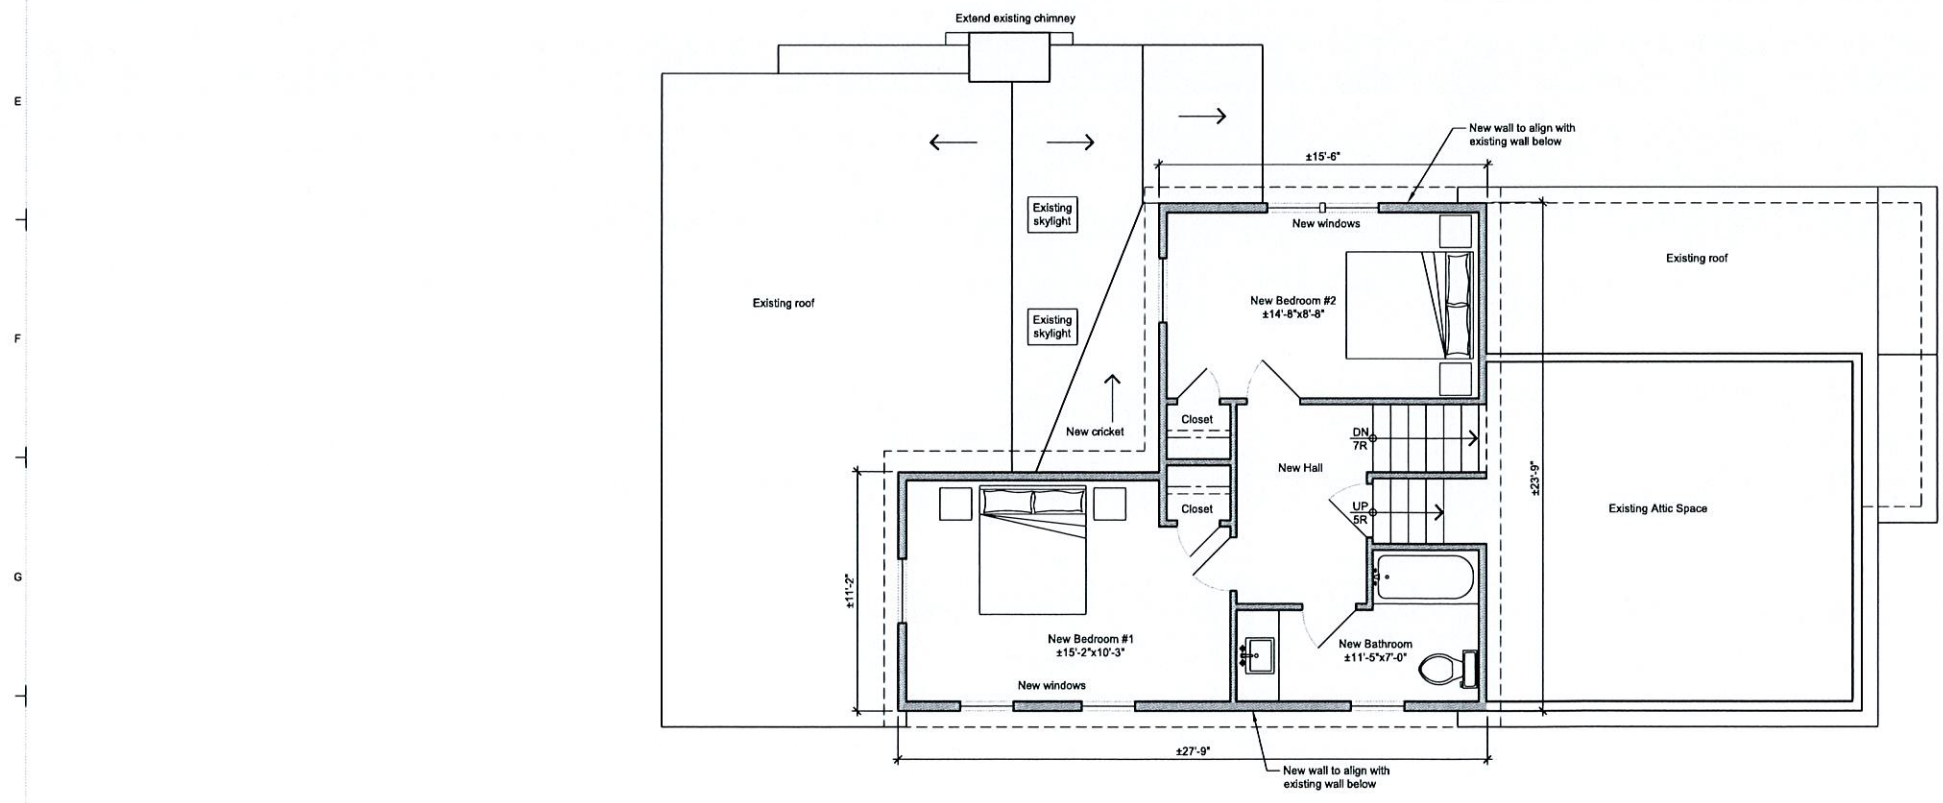 Extend existing chimney
E
New wall to align with
existing wall below
±15'-6"
Existing
skylight
New windows
Existing roof
Existing roof
New Bedroom #2
±14'-8"x8'-8"
Existing
skylight
F
Closet
New cricket
DN
7R
New Hall
±23'-9"
Closet
UP
5R
Existing Attic Space
G
±11'-2"
New Bedroom #1
±15'-2"x10'-3"
New Bathroom
±11'-5"x7'-0"
New windows
±27'-9"
New wall to align with
existing wall below